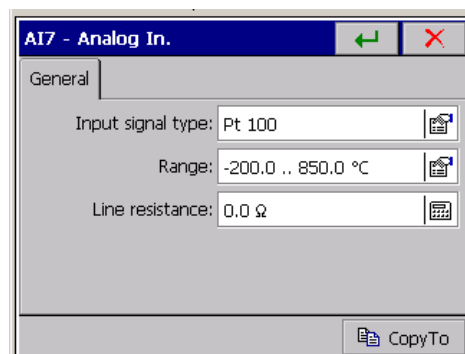 AI7 - Analog In.
General
Input signal type: Pt 100
Range: -200.0 .. 850.0 °C
Line resistance: 0.0 Ω
CopyTo